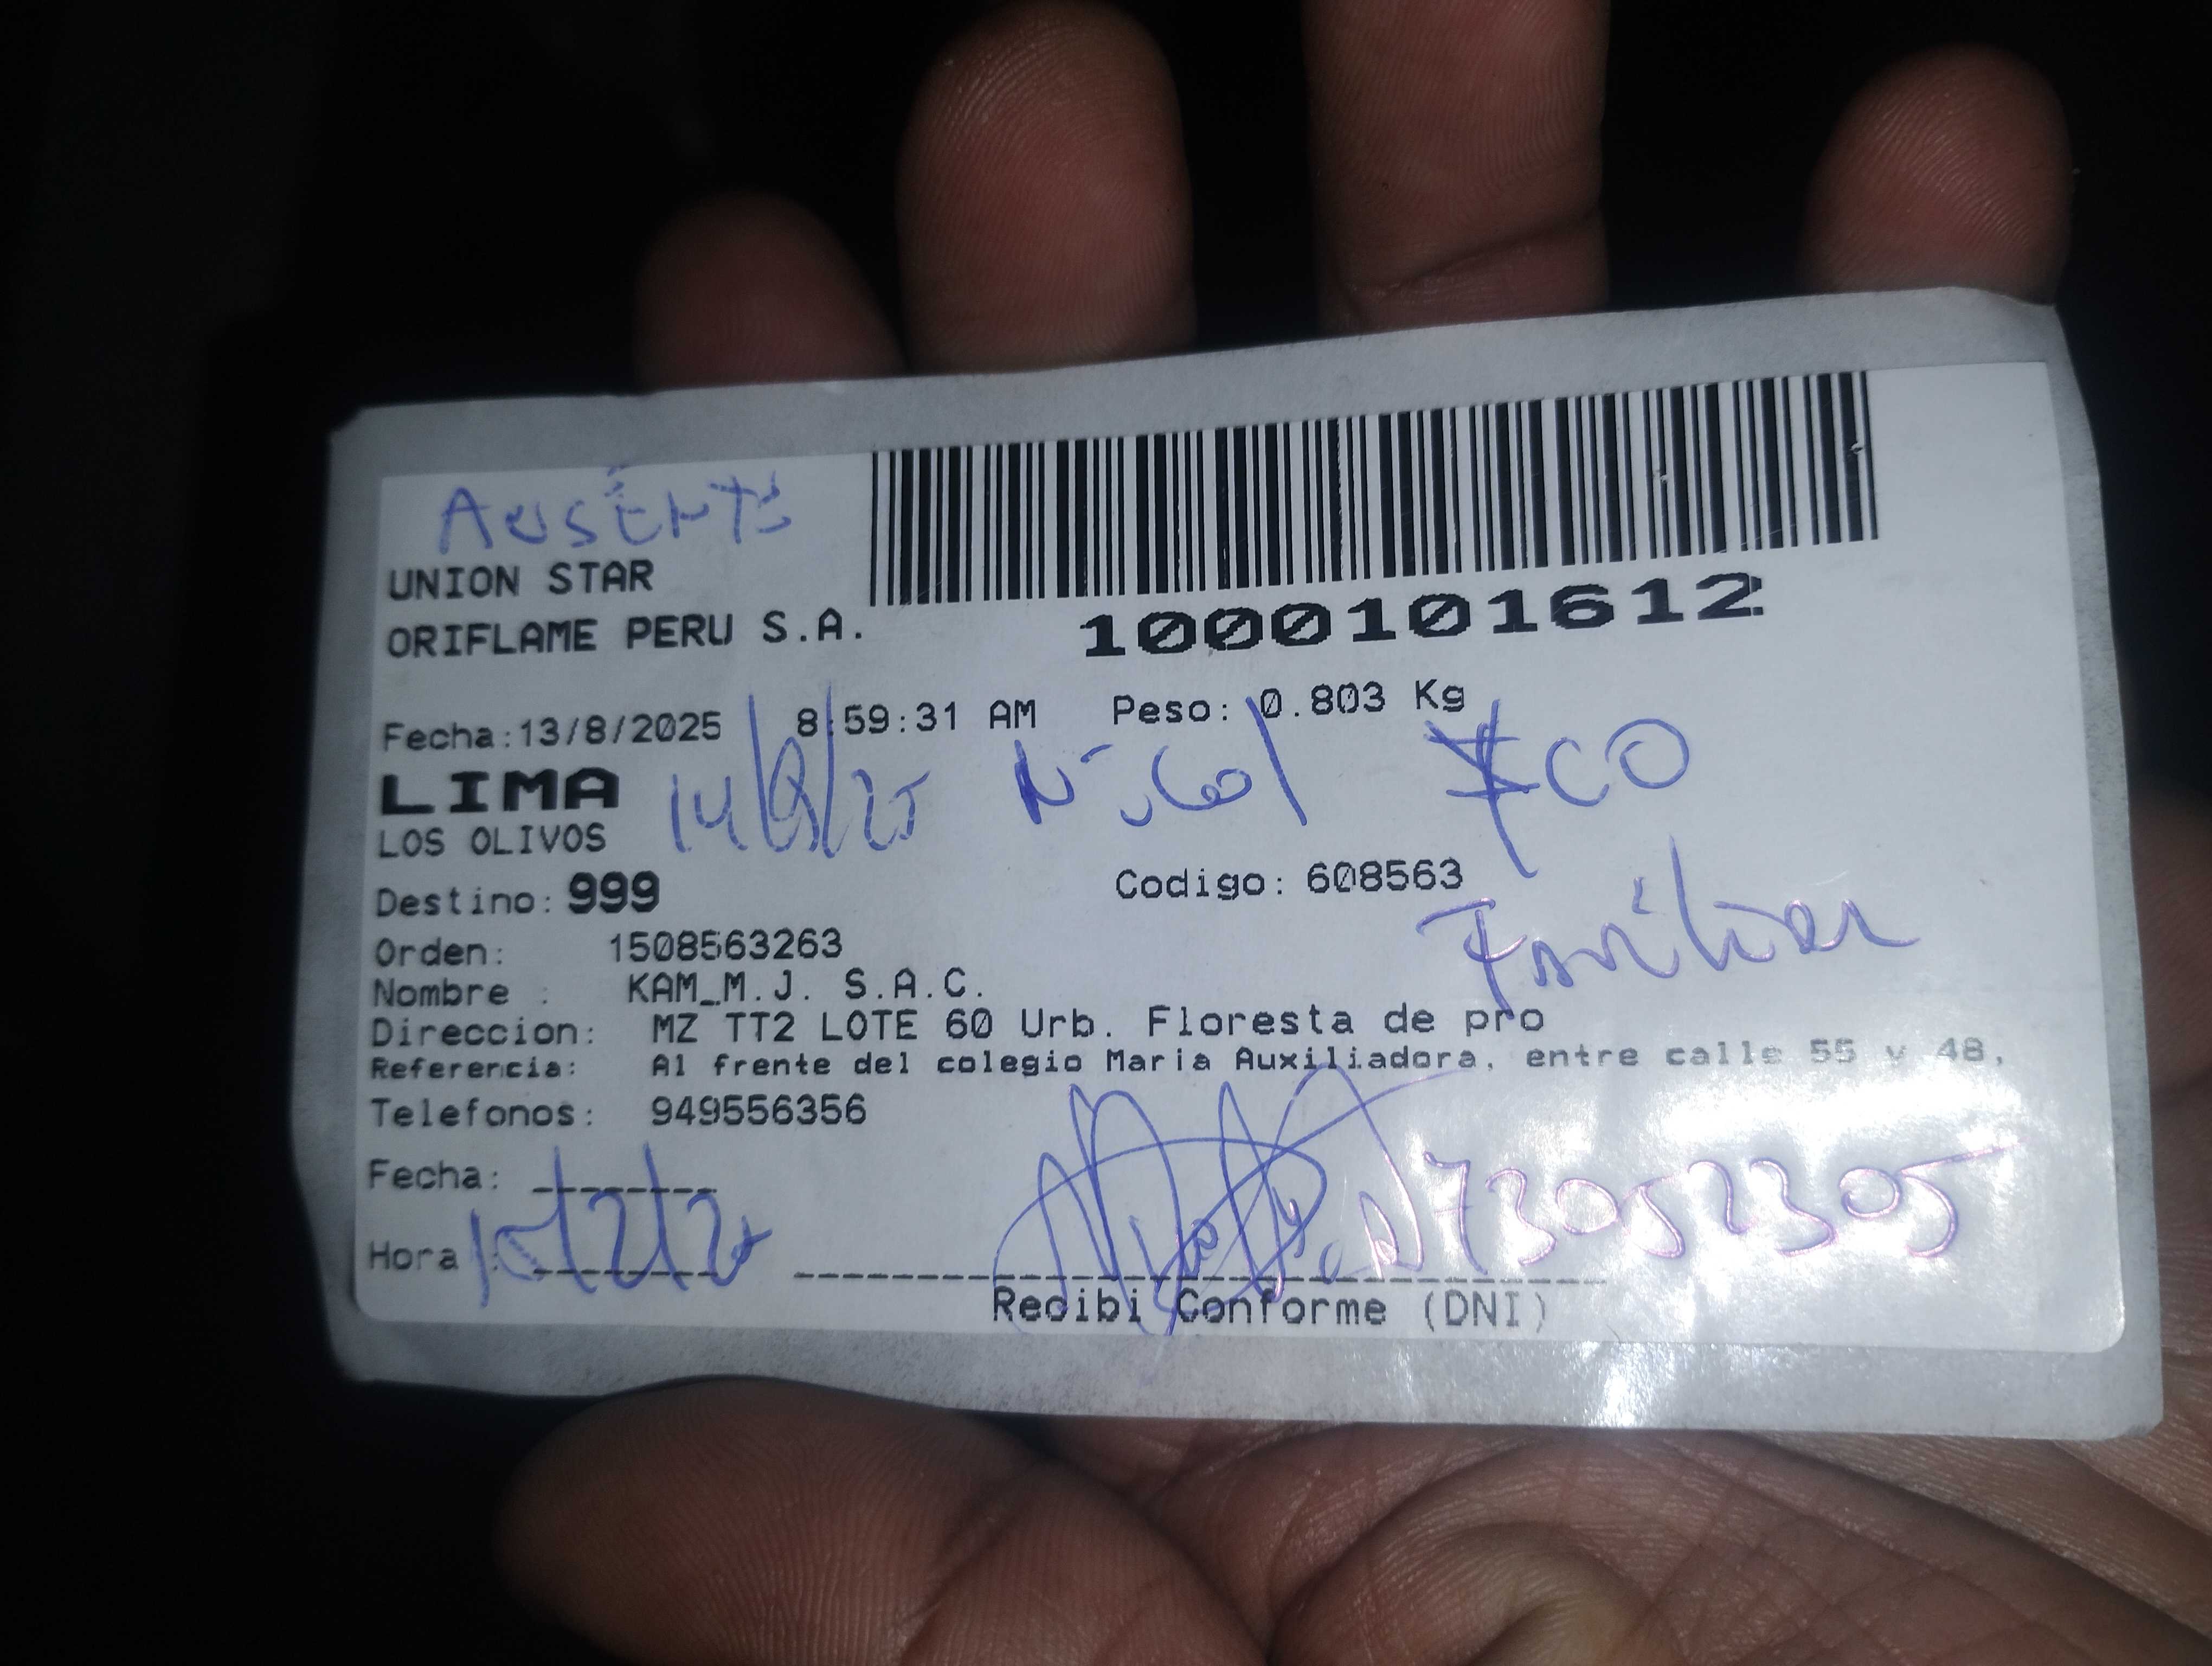 AUSENTE
UNION STAR
ORIFLAME PERU S.A.
1000101612
Fecha:13/8/2025 8:59:31 AM Peso: 0.803 Kg
LIMA
LOS OLIVOS 14/8/25 Nicol
Destino: 999 Codigo: 608563
Familiar
Orden: 1508563263
Nombre : KAM_M.J. S.A.C.
Direccion: MZ TT2 LOTE 60 Urb. Floresta de pro
Referencia: Al frente del colegio Maria Auxiliadora, entre calle 55 y 48,
Telefonos: 949556356
Fecha:
73052305
Hora :
Recibi Conforme (DNI)